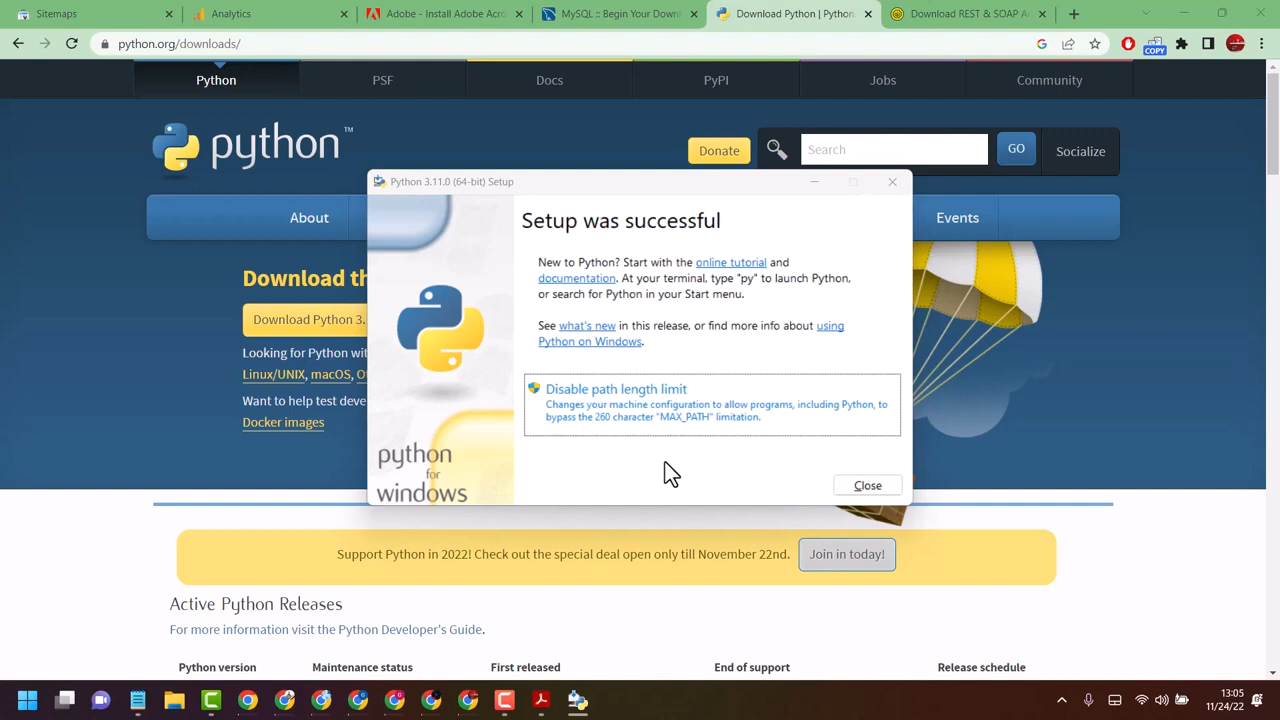 Sitemaps
Analytics
Adobe - Install Adobe Acro
MySQL :: Begin Your Down
Download Python | Python.
Download REST & SOAP A
python.org/downloads/
COPY
Python
PSF
Docs
PyPI
Jobs
Community
python™
Donate
Search
GO
Socialize
Python 3.11.0 (64-bit) Setup
About
Events
Setup was successful
Download th
New to Python? Start with the online tutorial and
documentation. At your terminal, type "py" to launch Python,
or search for Python in your Start menu.
Download Python 3.
See what's new in this release, or find more info about using
Python on Windows.
Looking for Python wit
Linux/UNIX, macOS, O
Want to help test deve
Docker images
Disable path length limit
Changes your machine configuration to allow programs, including Python, to
bypass the 260 character "MAX_PATH" limitation.
python
for
windows
Close
Support Python in 2022! Check out the special deal open only till November 22nd.
Join in today!
Active Python Releases
For more information visit the Python Developer's Guide.
Python version
Maintenance status
First released
End of support
Release schedule
13:05
11/24/22